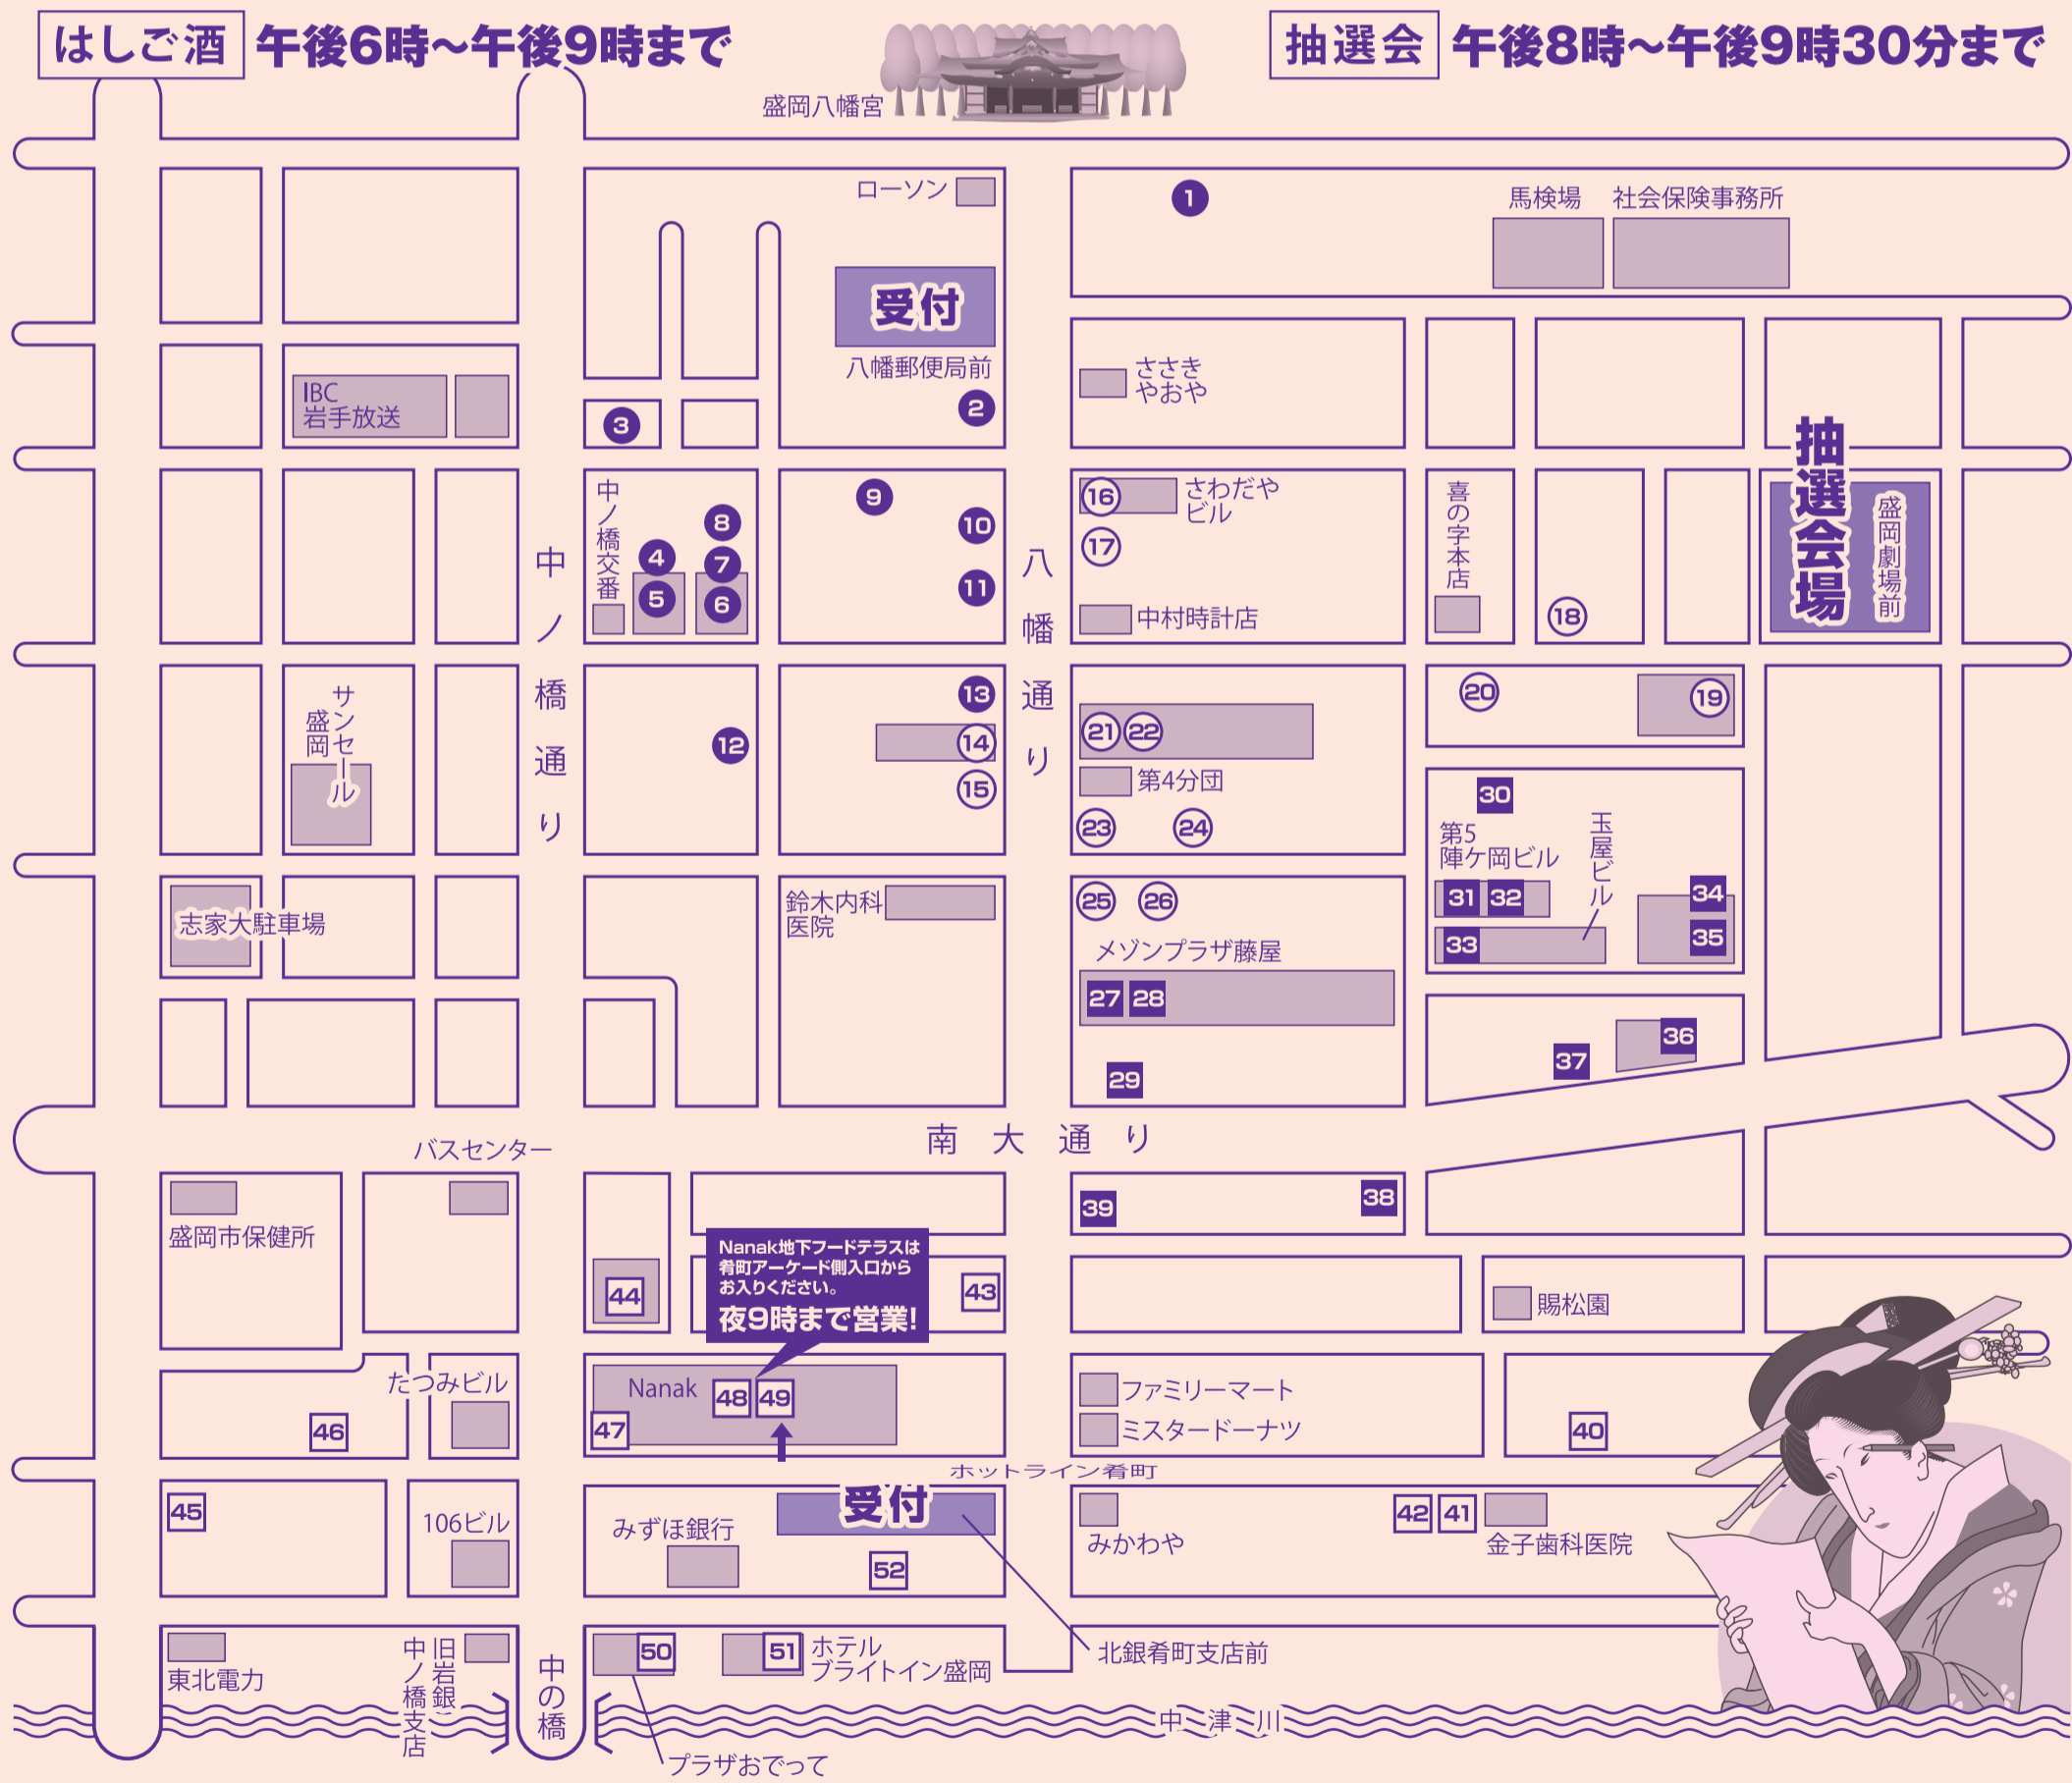 はしご酒 午後6時～午後9時まで
抽選会 午後8時～午後9時30分まで
盛岡八幡宮
ローソン
1
馬検場
社会保険事務所
受付
八幡郵便局前
2
ささき
やおや
IBC
岩手放送
3
抽選会場
盛岡劇場前
中ノ橋交番
4
5
8
7
6
9
10
11
16
さわだや
ビル
17
中村時計店
喜の字本店
18
中ノ橋通り
八幡通り
サンセール
盛岡
12
13
14
15
21
22
第4分団
23
24
20
19
30
第5
陣ケ岡ビル
玉屋ビル
31
32
33
34
35
志家大駐車場
鈴木内科
医院
25
26
メゾンプラザ藤屋
27
28
29
37
36
南大通り
バスセンター
盛岡市保健所
39
38
44
Nanak地下フードテラスは
肴町アーケード側入口から
お入りください。
夜9時まで営業!
43
賜松園
たつみビル
46
Nanak
47
48
49
ファミリーマート
ミスタードーナツ
40
ホットライン肴町
45
106ビル
みずほ銀行
受付
52
みかわや
42
41
金子歯科医院
東北電力
旧岩銀
中ノ橋支店
中の橋
50
51
ホテル
ブライトイン盛岡
北銀肴町支店前
中津川
プラザおでって